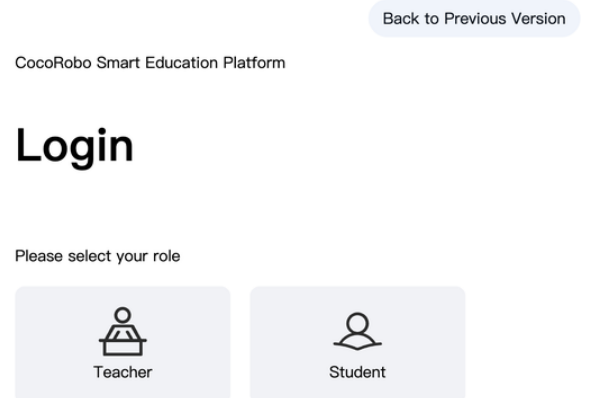 Back to Previous Version
CocoRobo Smart Education Platform
Login
Please select your role
Teacher
Student